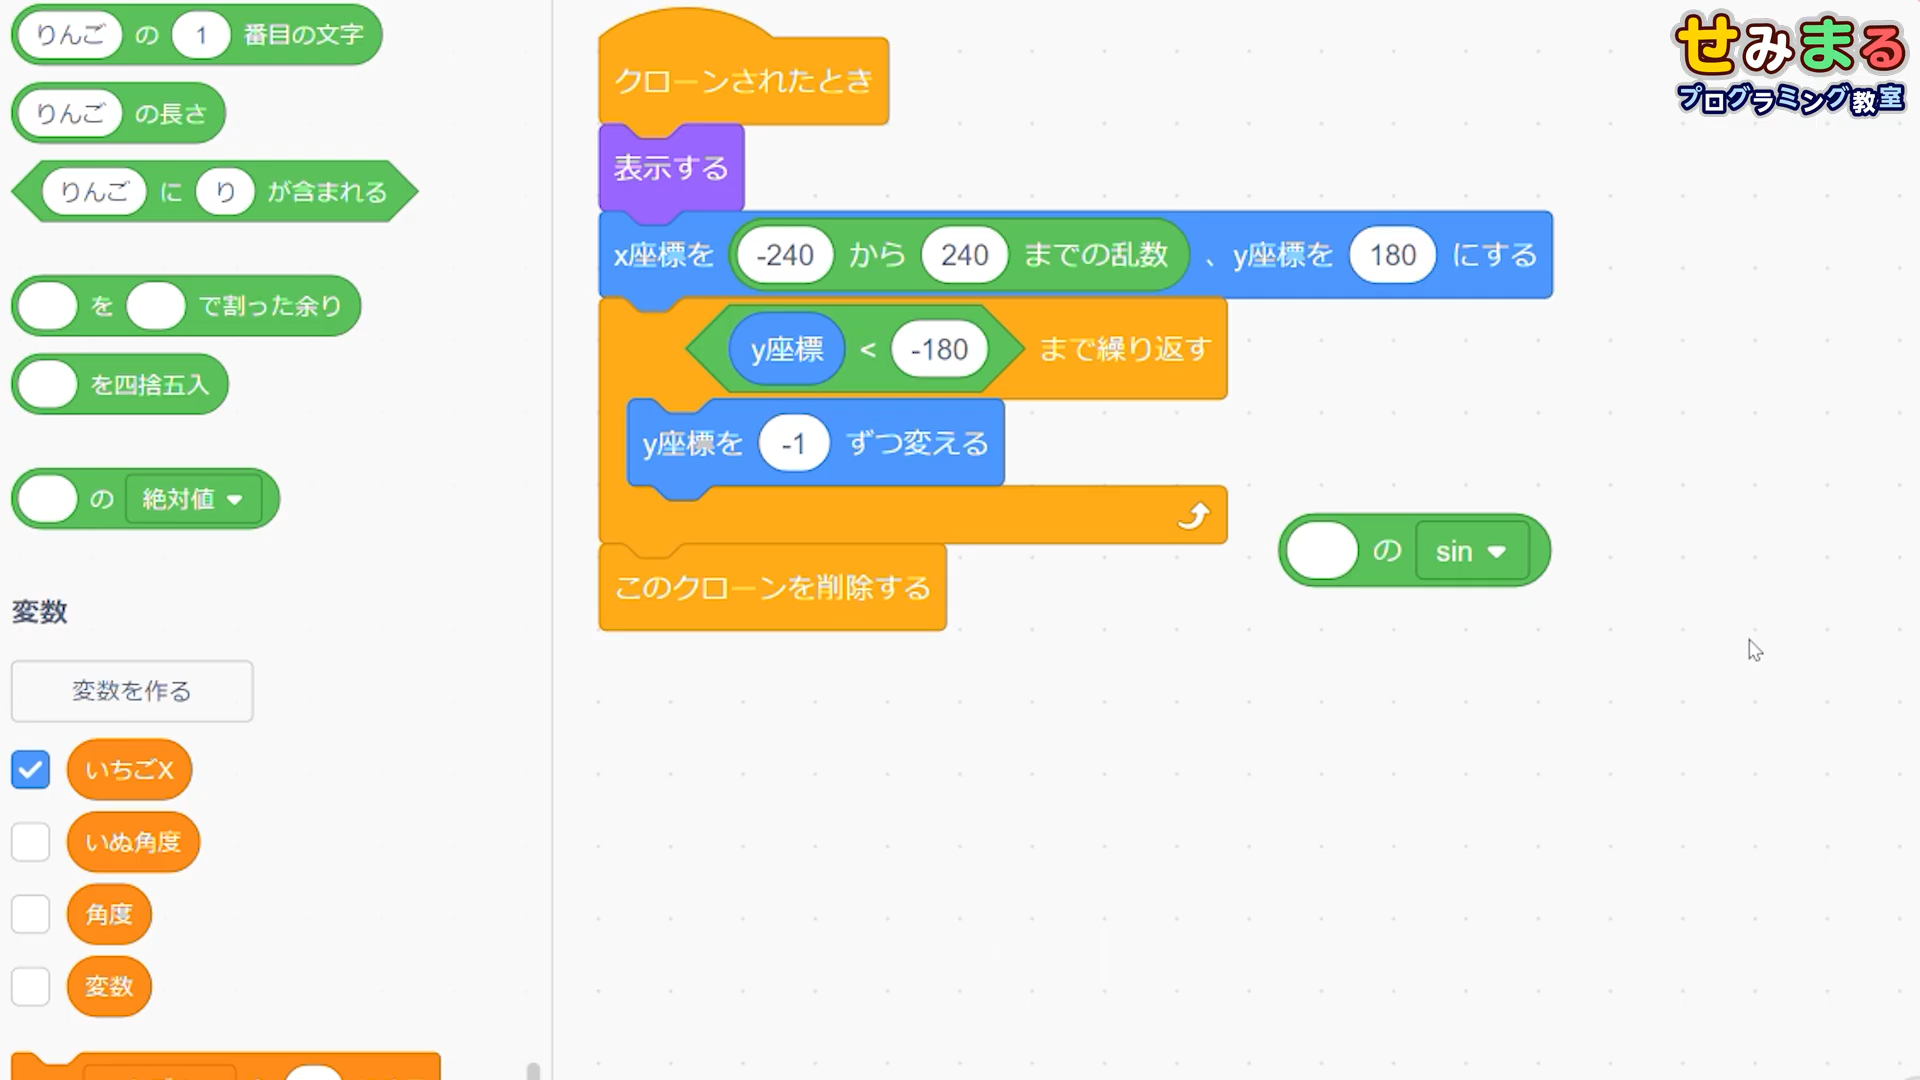 りんご の 1 番目の文字
りんご の長さ
りんご に り が含まれる
を で割った余り
を四捨五入
の 絶対値
変数
変数を作る
いちごX
いぬ角度
角度
変数
クローンされたとき
表示する
x座標を -240 から 240 までの乱数 、y座標を 180 にする
y座標 < -180 まで繰り返す
y座標を -1 ずつ変える
このクローンを削除する
の sin
せみまる
プログラミング教室